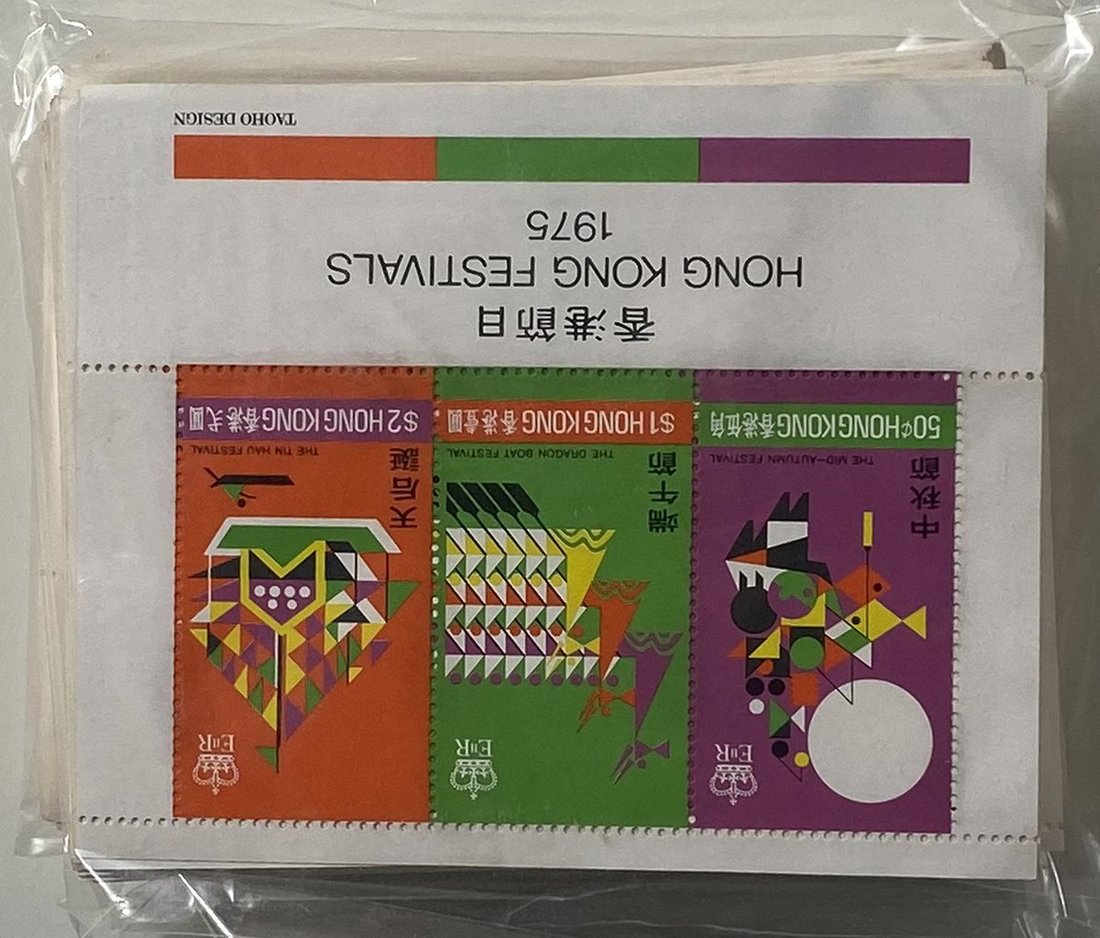 EIIR
中秋節
THE MID-AUTUMN FESTIVAL
50¢ HONG KONG 香港伍角
EIIR
端午節
THE DRAGON BOAT FESTIVAL
$1 HONG KONG 香港壹圓
EIIR
天后誕
THE TIN HAU FESTIVAL
$2 HONG KONG 香港弍圓
香港節日
HONG KONG FESTIVALS
1975
TAOHO DESIGN